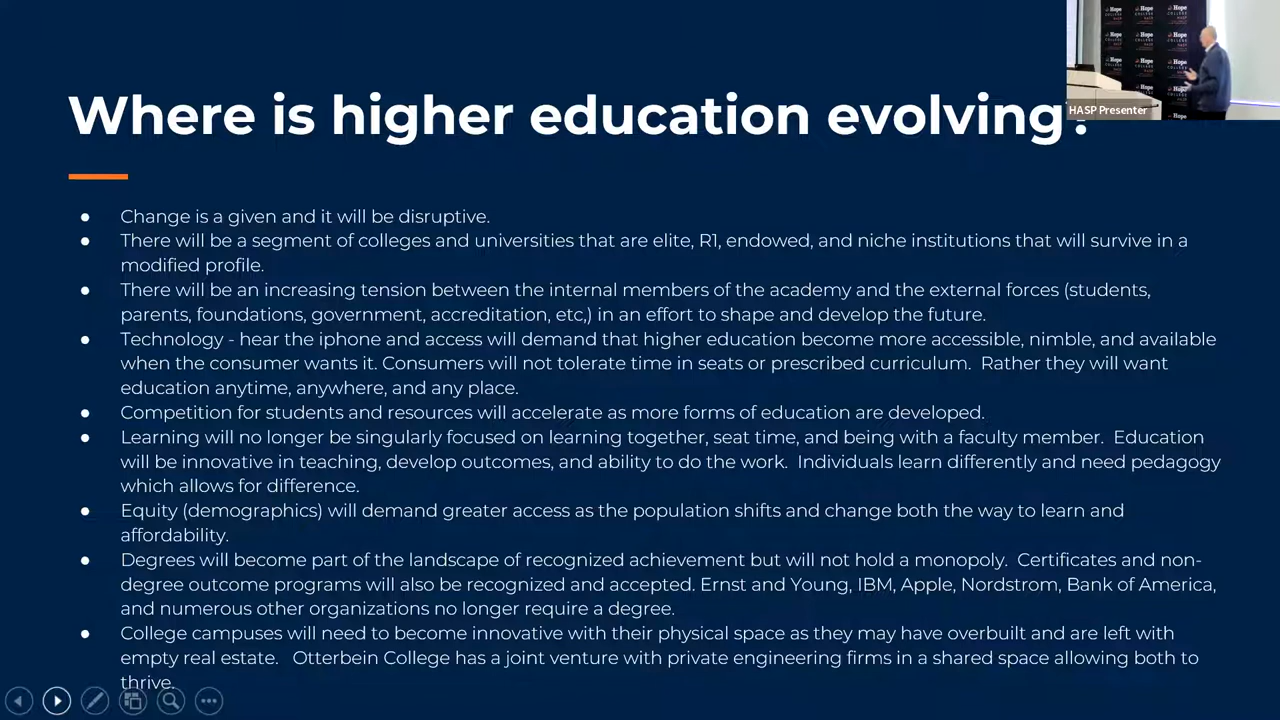 Where is higher education evolving?
HASP Presenter
● Change is a given and it will be disruptive.
● There will be a segment of colleges and universities that are elite, R1, endowed, and niche institutions that will survive in a
modified profile.
● There will be an increasing tension between the internal members of the academy and the external forces (students,
parents, foundations, government, accreditation, etc,) in an effort to shape and develop the future.
● Technology - hear the iphone and access will demand that higher education become more accessible, nimble, and available
when the consumer wants it. Consumers will not tolerate time in seats or prescribed curriculum.  Rather they will want
education anytime, anywhere, and any place.
● Competition for students and resources will accelerate as more forms of education are developed.
● Learning will no longer be singularly focused on learning together, seat time, and being with a faculty member.  Education
will be innovative in teaching, develop outcomes, and ability to do the work.  Individuals learn differently and need pedagogy
which allows for difference.
● Equity (demographics) will demand greater access as the population shifts and change both the way to learn and
affordability.
● Degrees will become part of the landscape of recognized achievement but will not hold a monopoly.  Certificates and non-
degree outcome programs will also be recognized and accepted. Ernst and Young, IBM, Apple, Nordstrom, Bank of America,
and numerous other organizations no longer require a degree.
● College campuses will need to become innovative with their physical space as they may have overbuilt and are left with
empty real estate.   Otterbein College has a joint venture with private engineering firms in a shared space allowing both to
thrive.